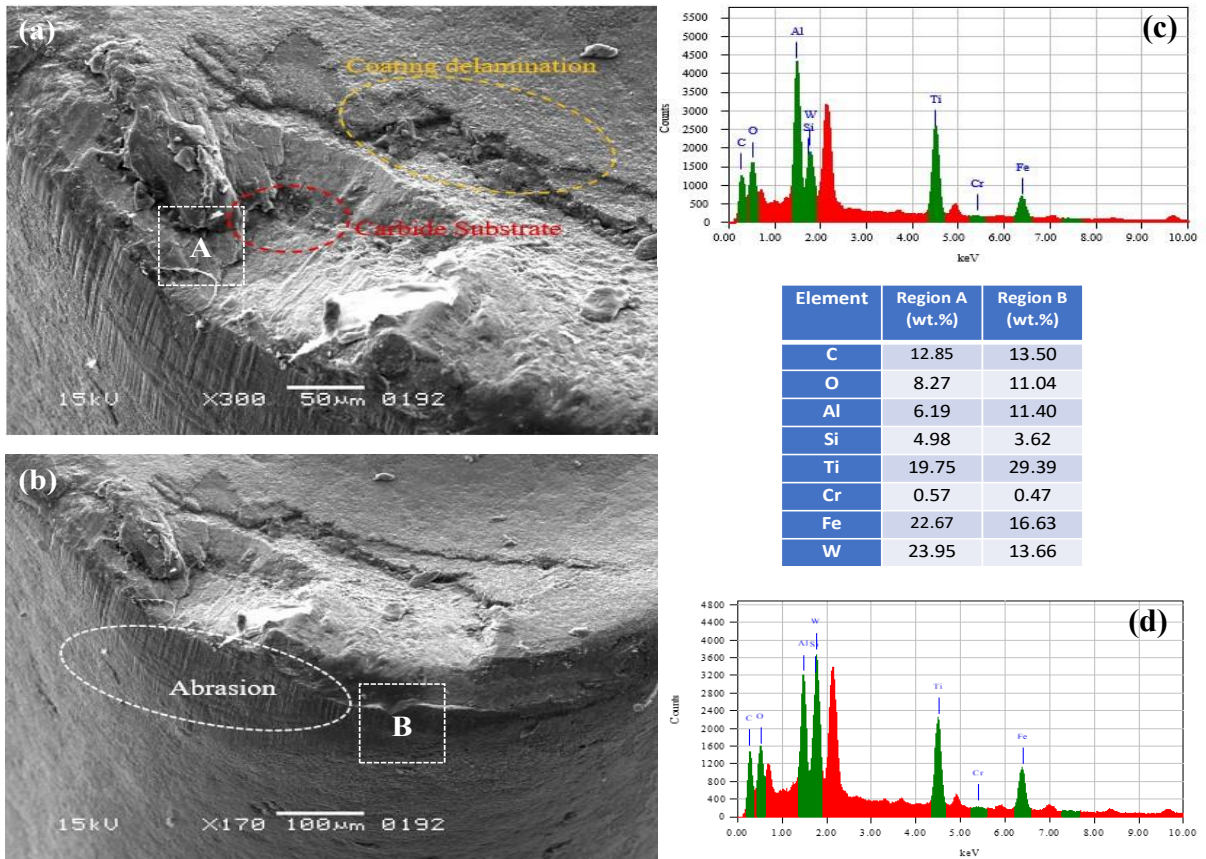 (a)
Coating delamination
Carbide Substrate
A
15kV X300 50μm 0192
(b)
Abrasion
B
15kV X170 100μm 0192
(c)
5500
5000
4500
4000
3500
3000
2500
2000
1500
1000
500
0
Counts
C O Al W Si Ti Cr Fe
0.00 1.00 2.00 3.00 4.00 5.00 6.00 7.00 8.00 9.00 10.00
keV
Element Region A (wt.%) Region B (wt.%)
C 12.85 13.50
O 8.27 11.04
Al 6.19 11.40
Si 4.98 3.62
Ti 19.75 29.39
Cr 0.57 0.47
Fe 22.67 16.63
W 23.95 13.66
(d)
4800
4400
4000
3600
3200
2800
2400
2000
1600
1200
800
400
0
Counts
C O Al W Si Ti Cr Fe
0.00 1.00 2.00 3.00 4.00 5.00 6.00 7.00 8.00 9.00 10.00
keV